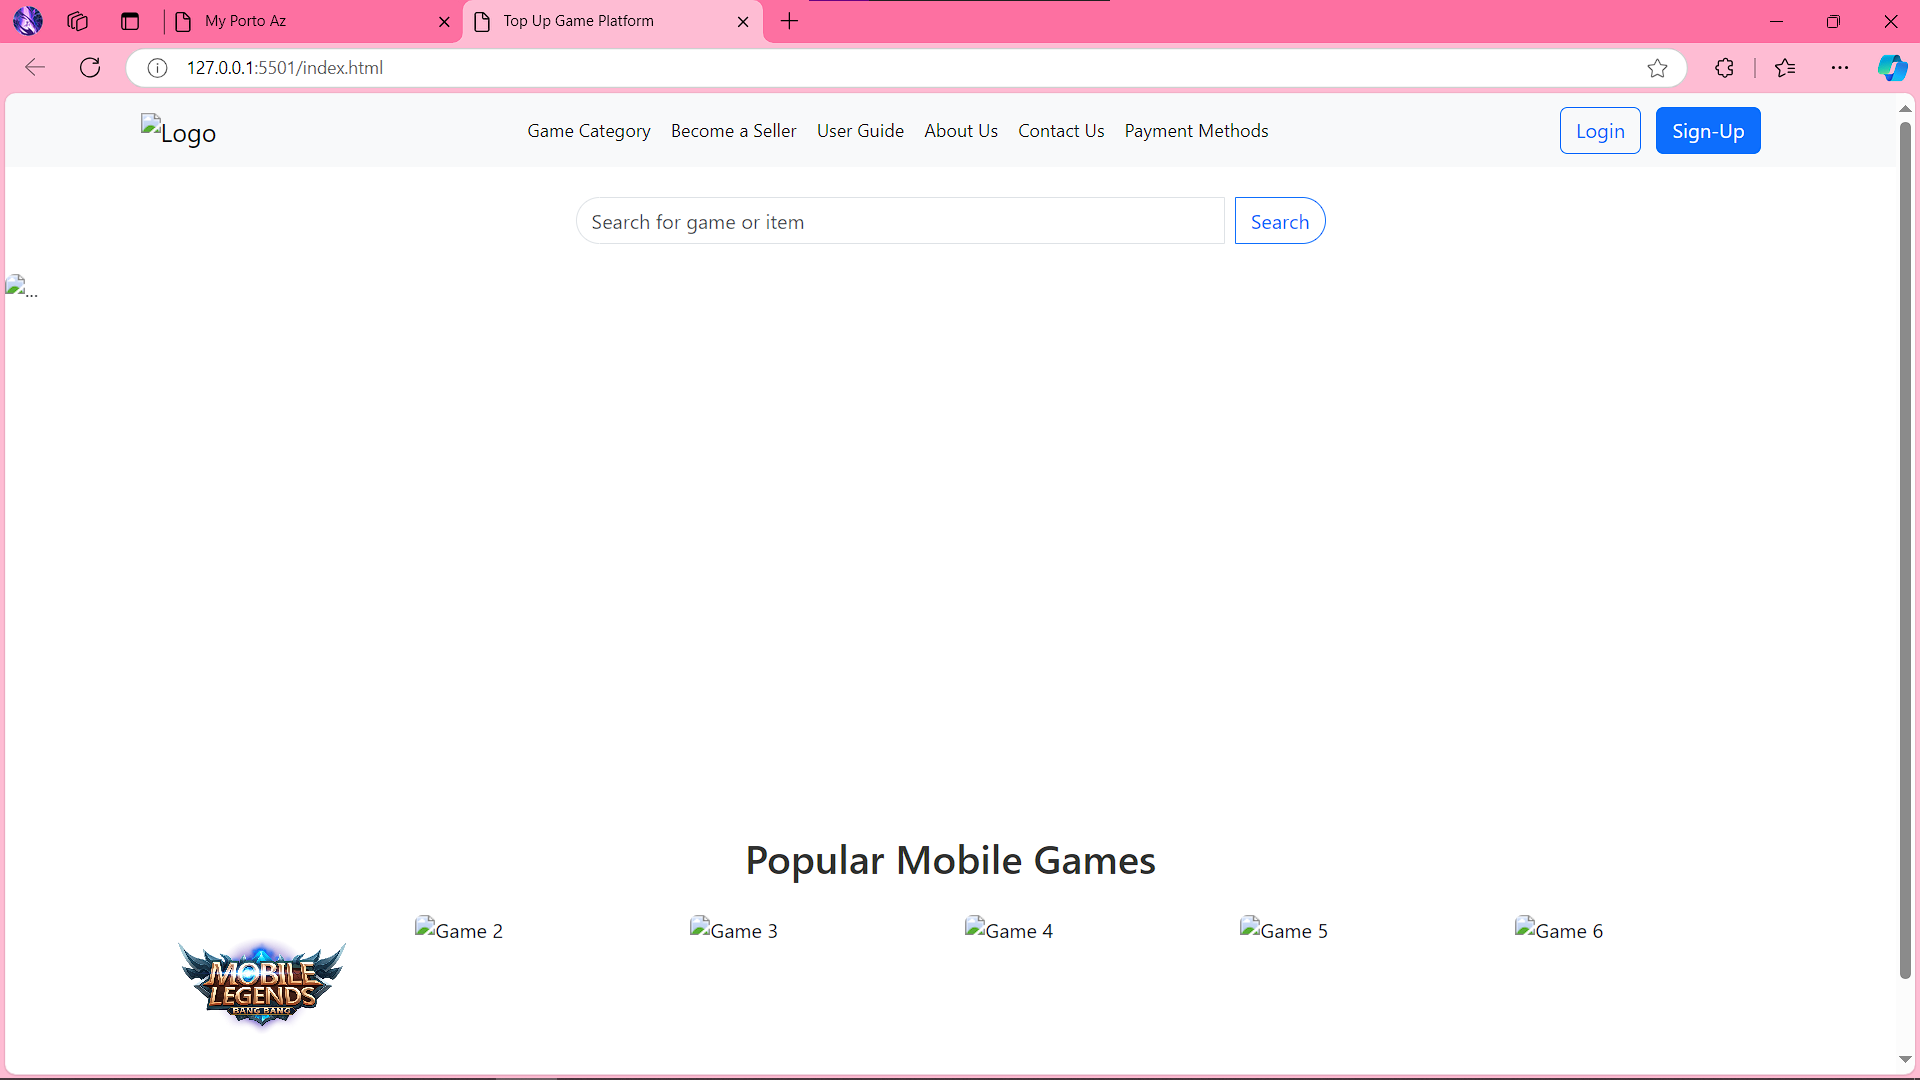 My Porto Az
Top Up Game Platform
127.0.0.1:5501/index.html
Logo
Game Category
Become a Seller
User Guide
About Us
Contact Us
Payment Methods
Login
Sign-Up
Search for game or item
Search
...
Popular Mobile Games
MOBILE
LEGENDS
BANG BANG
Game 2
Game 3
Game 4
Game 5
Game 6